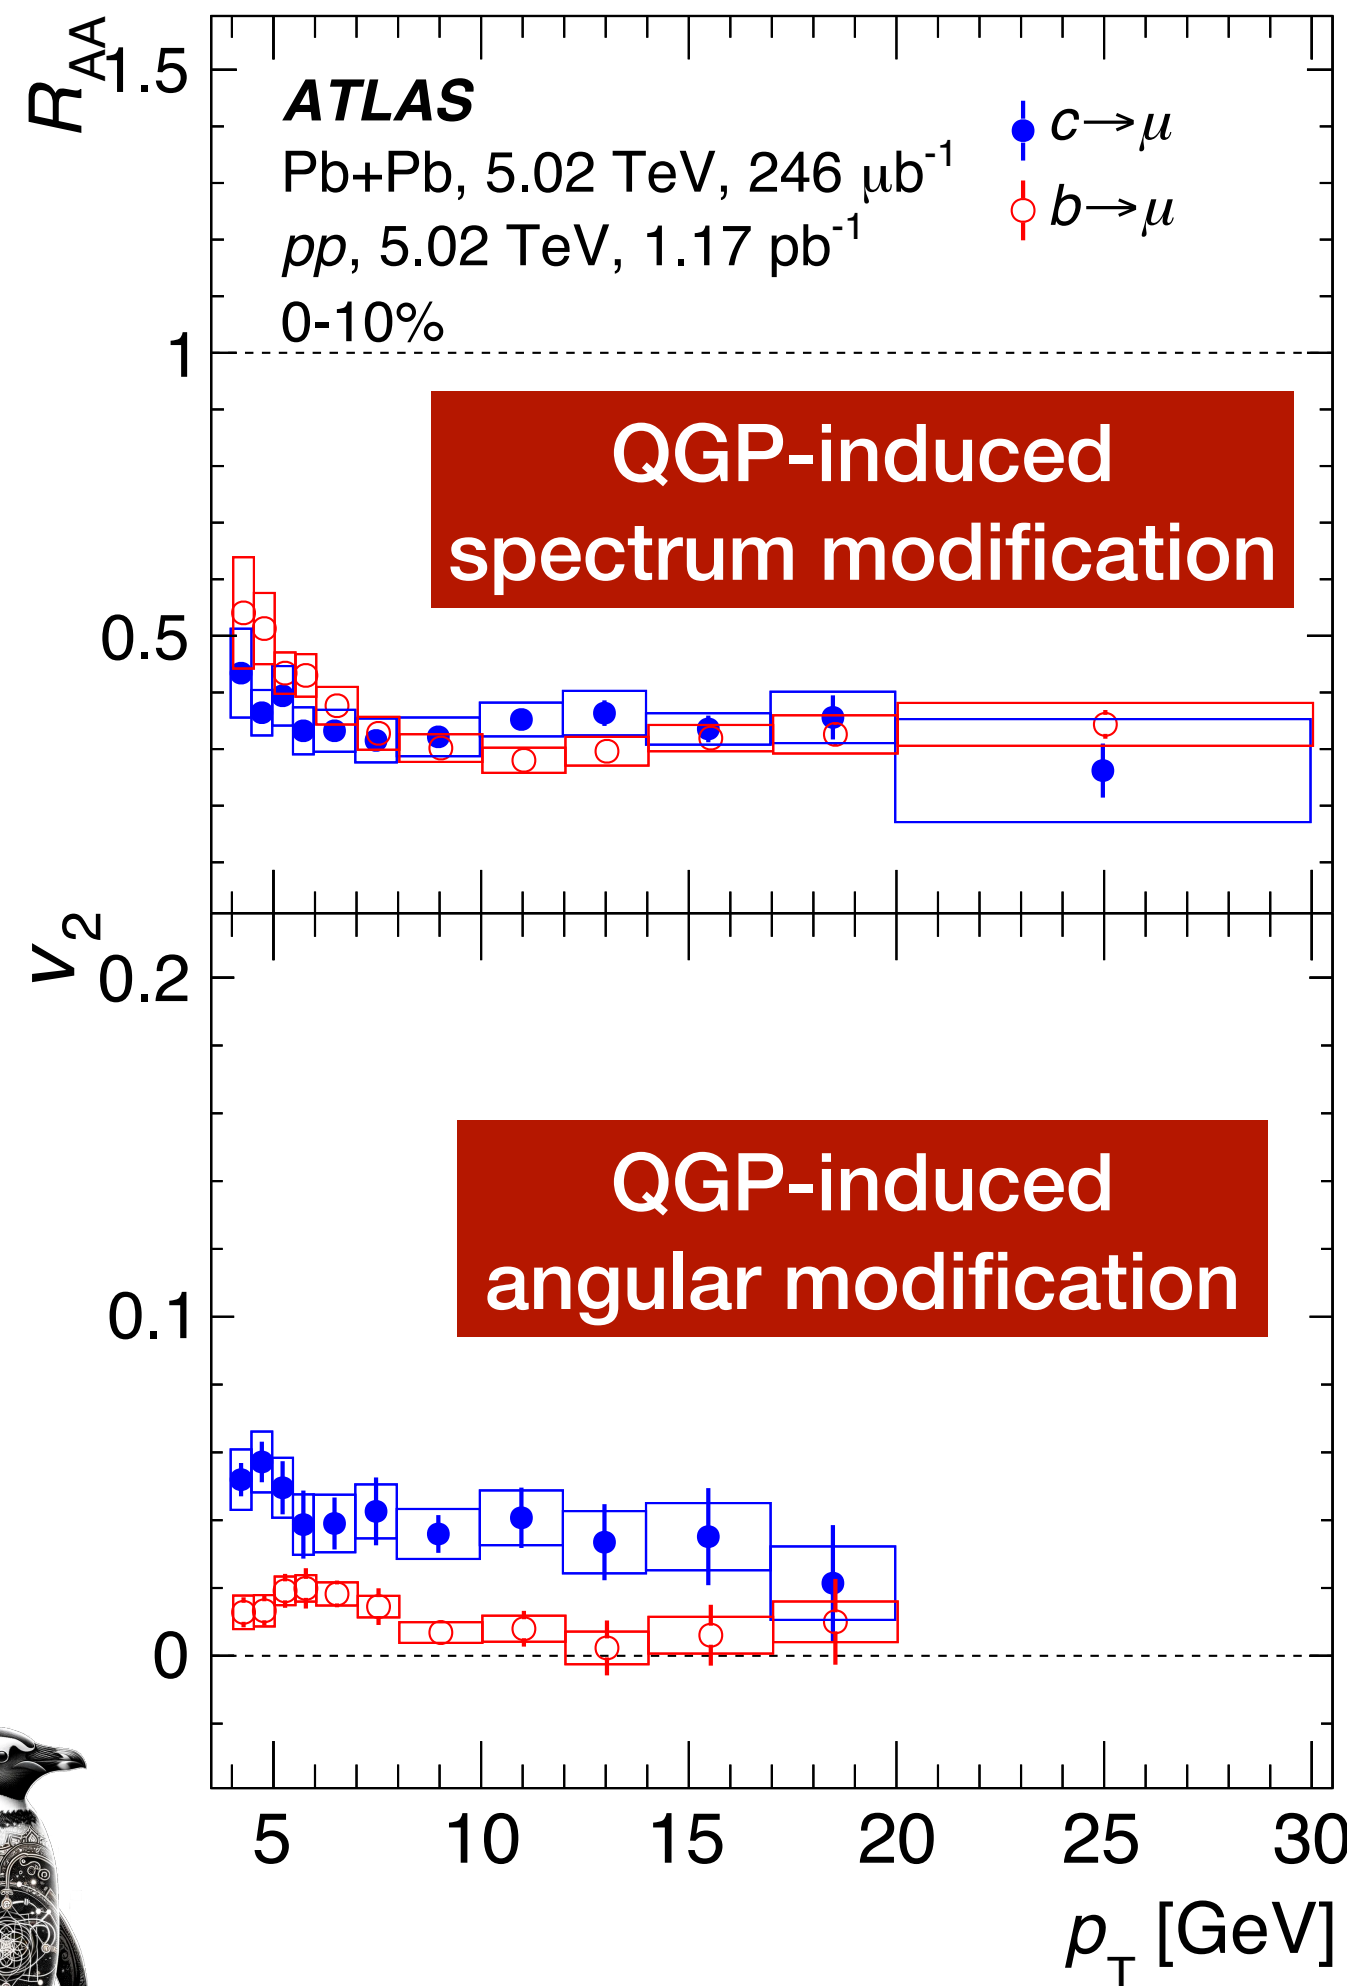 R_AA
1.5
ATLAS
Pb+Pb, 5.02 TeV, 246 μb⁻¹
pp, 5.02 TeV, 1.17 pb⁻¹
0-10%
c→μ
b→μ
1
QGP-induced
spectrum modification
0.5
v₂
0.2
QGP-induced
angular modification
0.1
0
5 10 15 20 25 30
p_T [GeV]